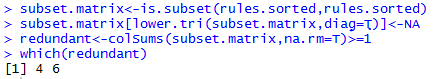 > subset.matrix<-is.subset(rules.sorted,rules.sorted)
> subset.matrix[lower.tri(subset.matrix,diag=T)]<-NA
> redundant<-colSums(subset.matrix,na.rm=T)>=1
> which(redundant)
[1] 4 6